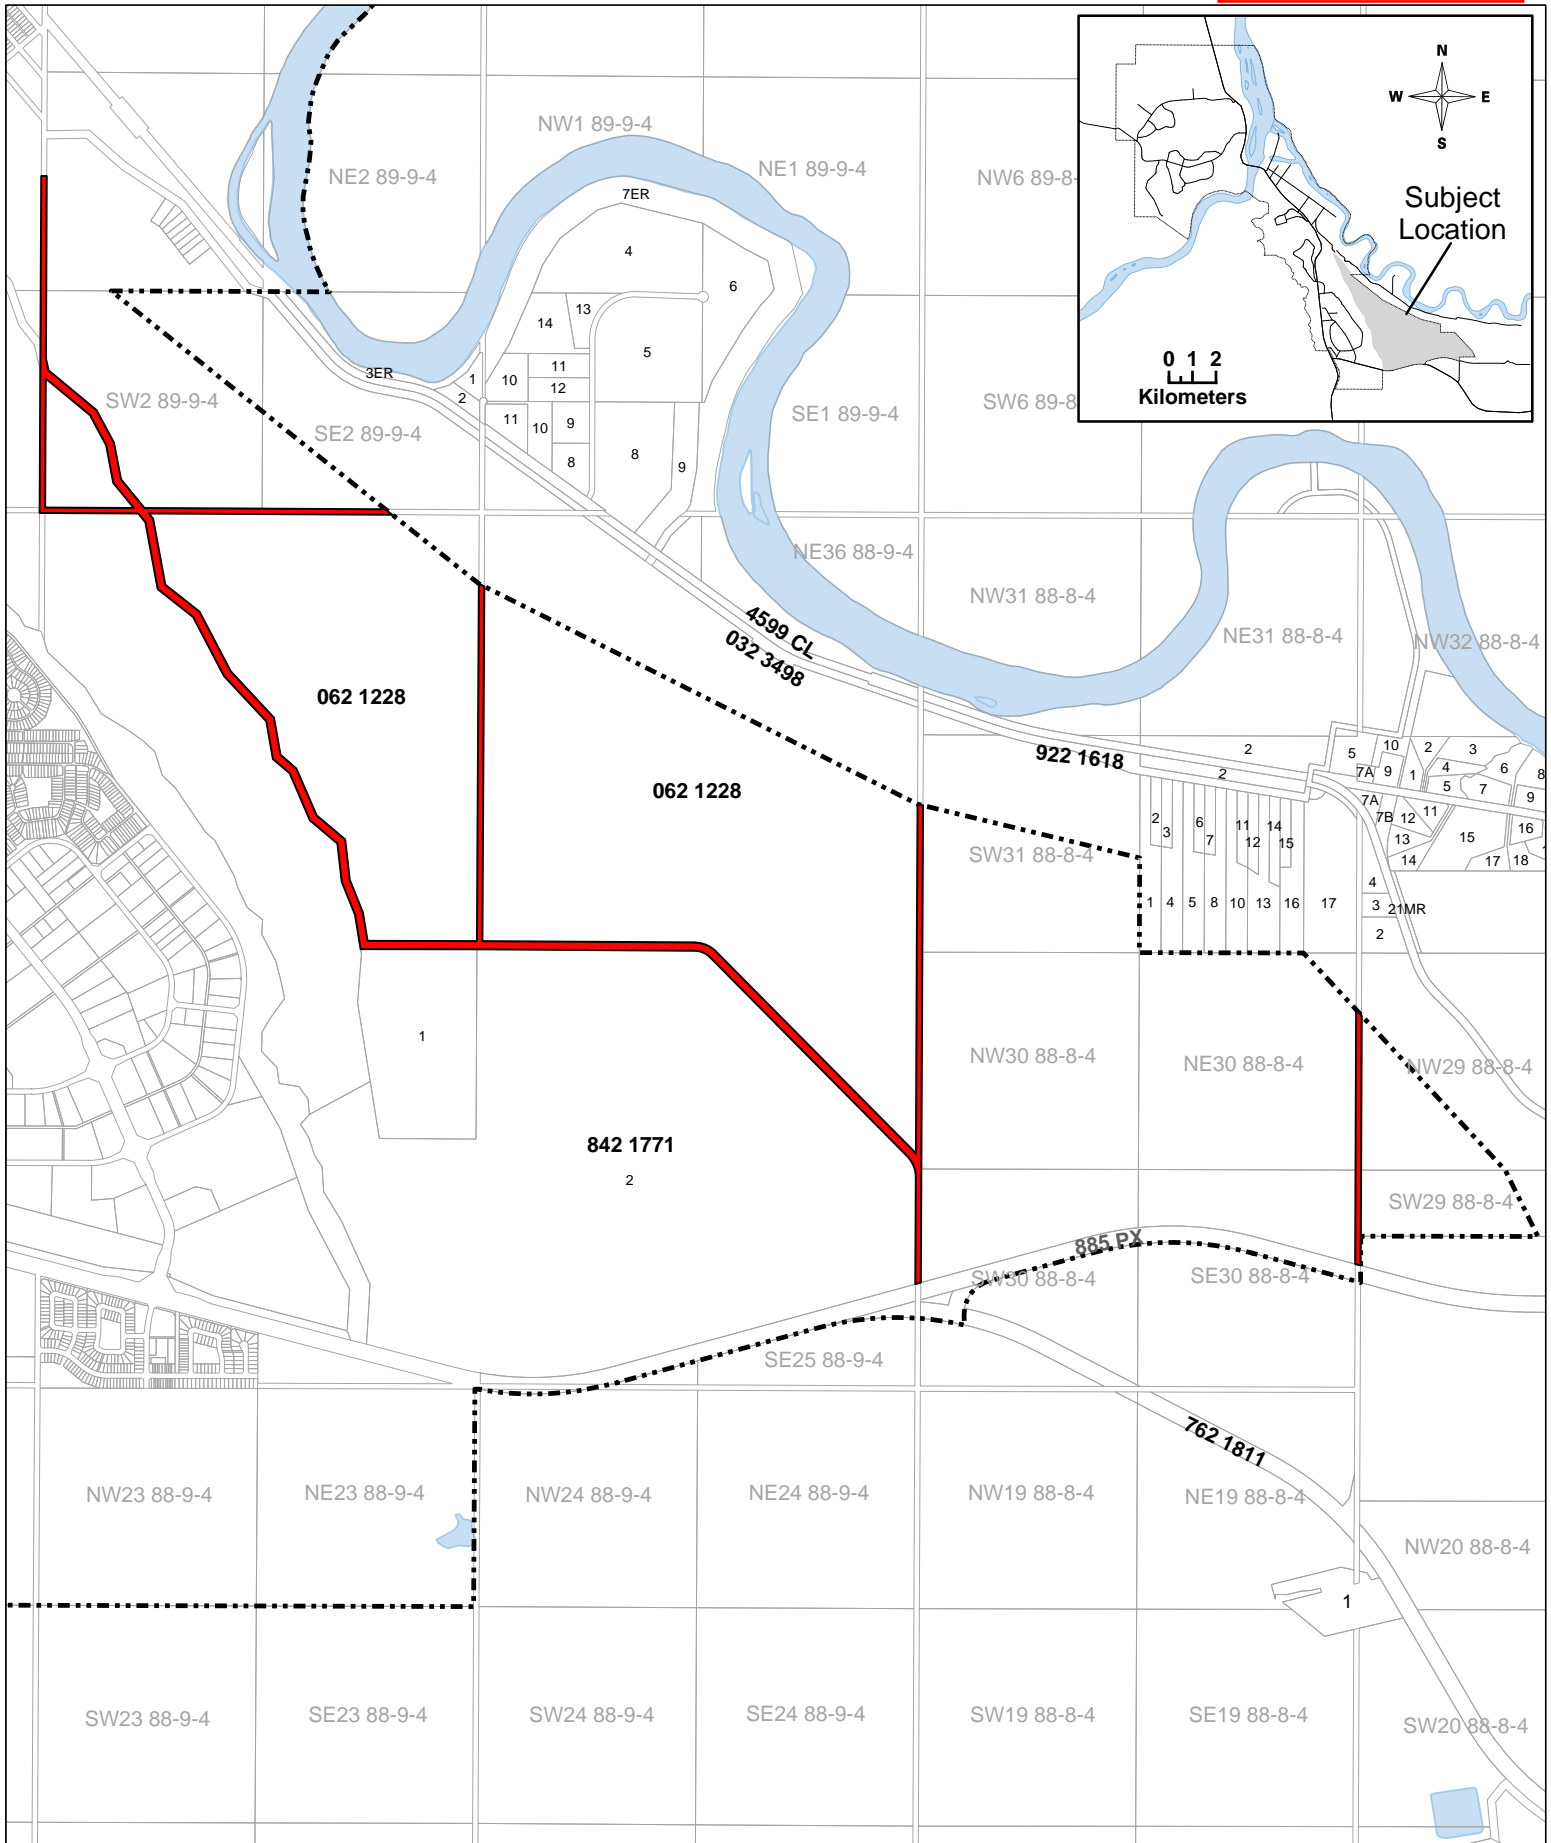 N
W
E
S
Subject
Location
0 1 2
Kilometers
NW1 89-9-4
NE2 89-9-4
NE1 89-9-4
NW6 89-8-
7ER
4
6
13
14
5
11
12
10
3ER
1
2
SW2 89-9-4
SE2 89-9-4
SE1 89-9-4
SW6 89-8
11
10
9
8
8
9
NE36 88-9-4
NW31 88-8-4
NE31 88-8-4
NW32 88-8-4
4599 CL
032 3498
062 1228
062 1228
922 1618
2
2
5
10
7A
9
1
2
3
4
5
6
7
8
9
7A
7B
12
11
13
14
15
16
17
18
2
3
6
7
11
12
14
15
SW31 88-8-4
1
4
5
8
10
13
16
17
4
3
21MR
2
1
NW30 88-8-4
NE30 88-8-4
NW29 88-8-4
842 1771
2
SW29 88-8-4
885 PX
SW30 88-8-4
SE30 88-8-4
SE25 88-9-4
762 1811
NW23 88-9-4
NE23 88-9-4
NW24 88-9-4
NE24 88-9-4
NW19 88-8-4
NE19 88-8-4
NW20 88-8-4
1
SW23 88-9-4
SE23 88-9-4
SW24 88-9-4
SE24 88-9-4
SW19 88-8-4
SE19 88-8-4
SW20 88-8-4